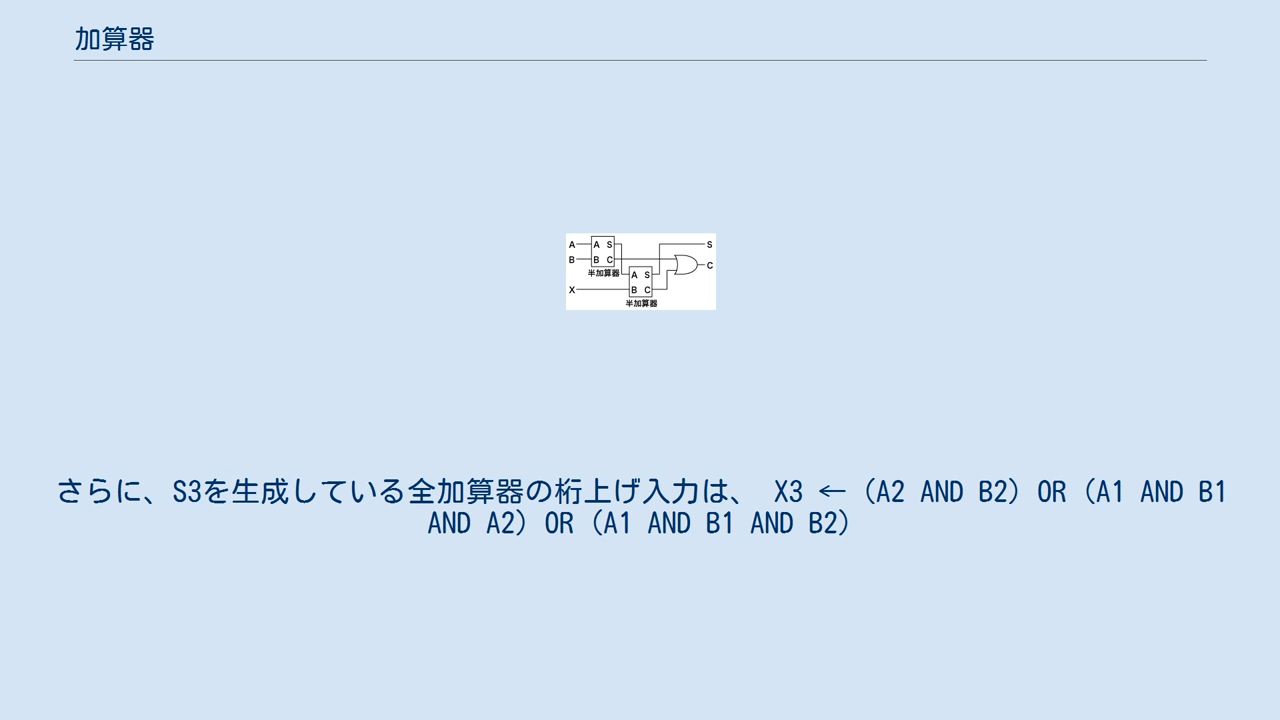 加算器
A A S S
B B C C
半加算器 A S
X B C
半加算器
さらに、S3を生成している全加算器の桁上げ入力は、 X3 ← (A2 AND B2) OR (A1 AND B1
AND A2) OR (A1 AND B1 AND B2)